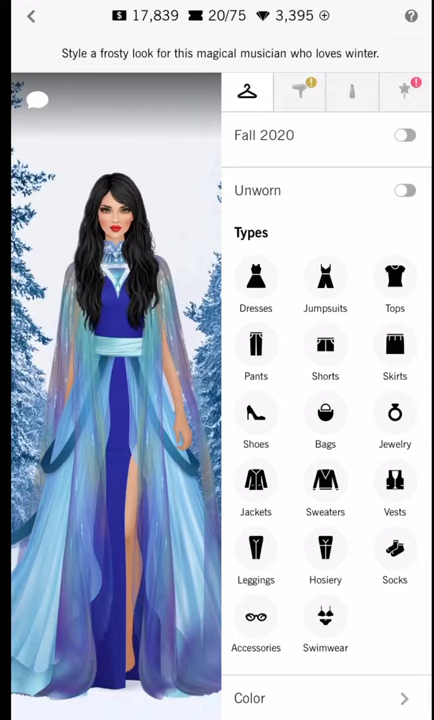 $ 17,839 20/75 3,395
Style a frosty look for this magical musician who loves winter.
Fall 2020
Unworn
Types
Dresses Jumpsuits Tops
Pants Shorts Skirts
Shoes Bags Jewelry
Jackets Sweaters Vests
Leggings Hosiery Socks
Accessories Swimwear
Color